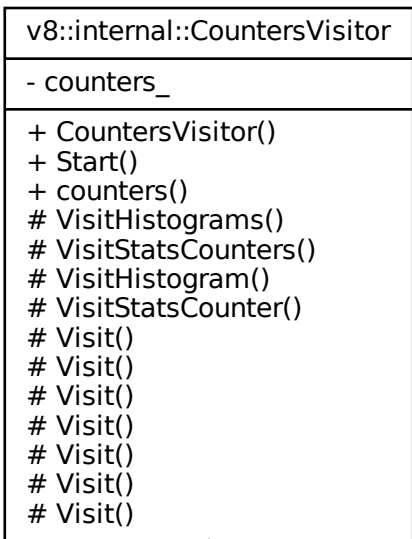 v8::internal::CountersVisitor
- counters_
+ CountersVisitor()
+ Start()
+ counters()
# VisitHistograms()
# VisitStatsCounters()
# VisitHistogram()
# VisitStatsCounter()
# Visit()
# Visit()
# Visit()
# Visit()
# Visit()
# Visit()
# Visit()